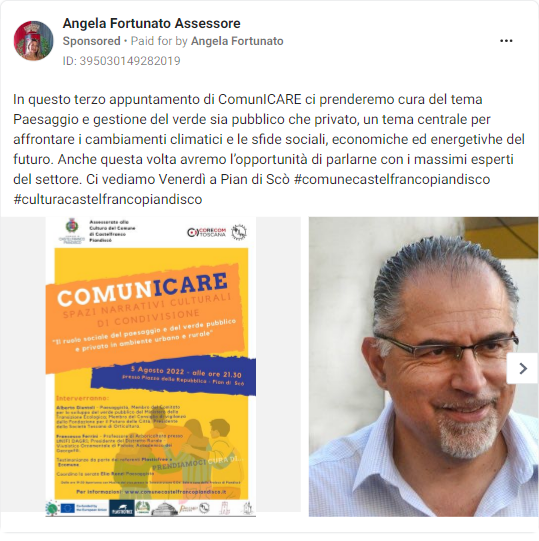 Angela Fortunato Assessore
Sponsored • Paid for by Angela Fortunato
ID: 395030149282019
In questo terzo appuntamento di ComunICARE ci prenderemo cura del tema
Paesaggio e gestione del verde sia pubblico che privato, un tema centrale per
affrontare i cambiamenti climatici e le sfide sociali, economiche ed energetivhe del
futuro. Anche questa volta avremo l'opportunità di parlarne con i massimi esperti
del settore. Ci vediamo Venerdì a Pian di Scò #comunecastelfrancopiandisco
#culturacastelfrancopiandisco
Assessorato alla
Cultura del Comune
di Castelfranco
Piandiscò
CORECOM
TOSCANA
COMUNICARE
SPAZI NARRATIVI CULTURALI
DI CONDIVISIONE
"Il ruolo sociale del paesaggio e del verde pubblico
e privato in ambiente urbano e rurale"
5 Agosto 2022 - alle ore 21.30
presso Piazza della Repubblica - Pian di Scò
Interverranno:
PRENDIAMOCI CURA DI
Per informazioni: www.comunecastelfrancopiandisco.it